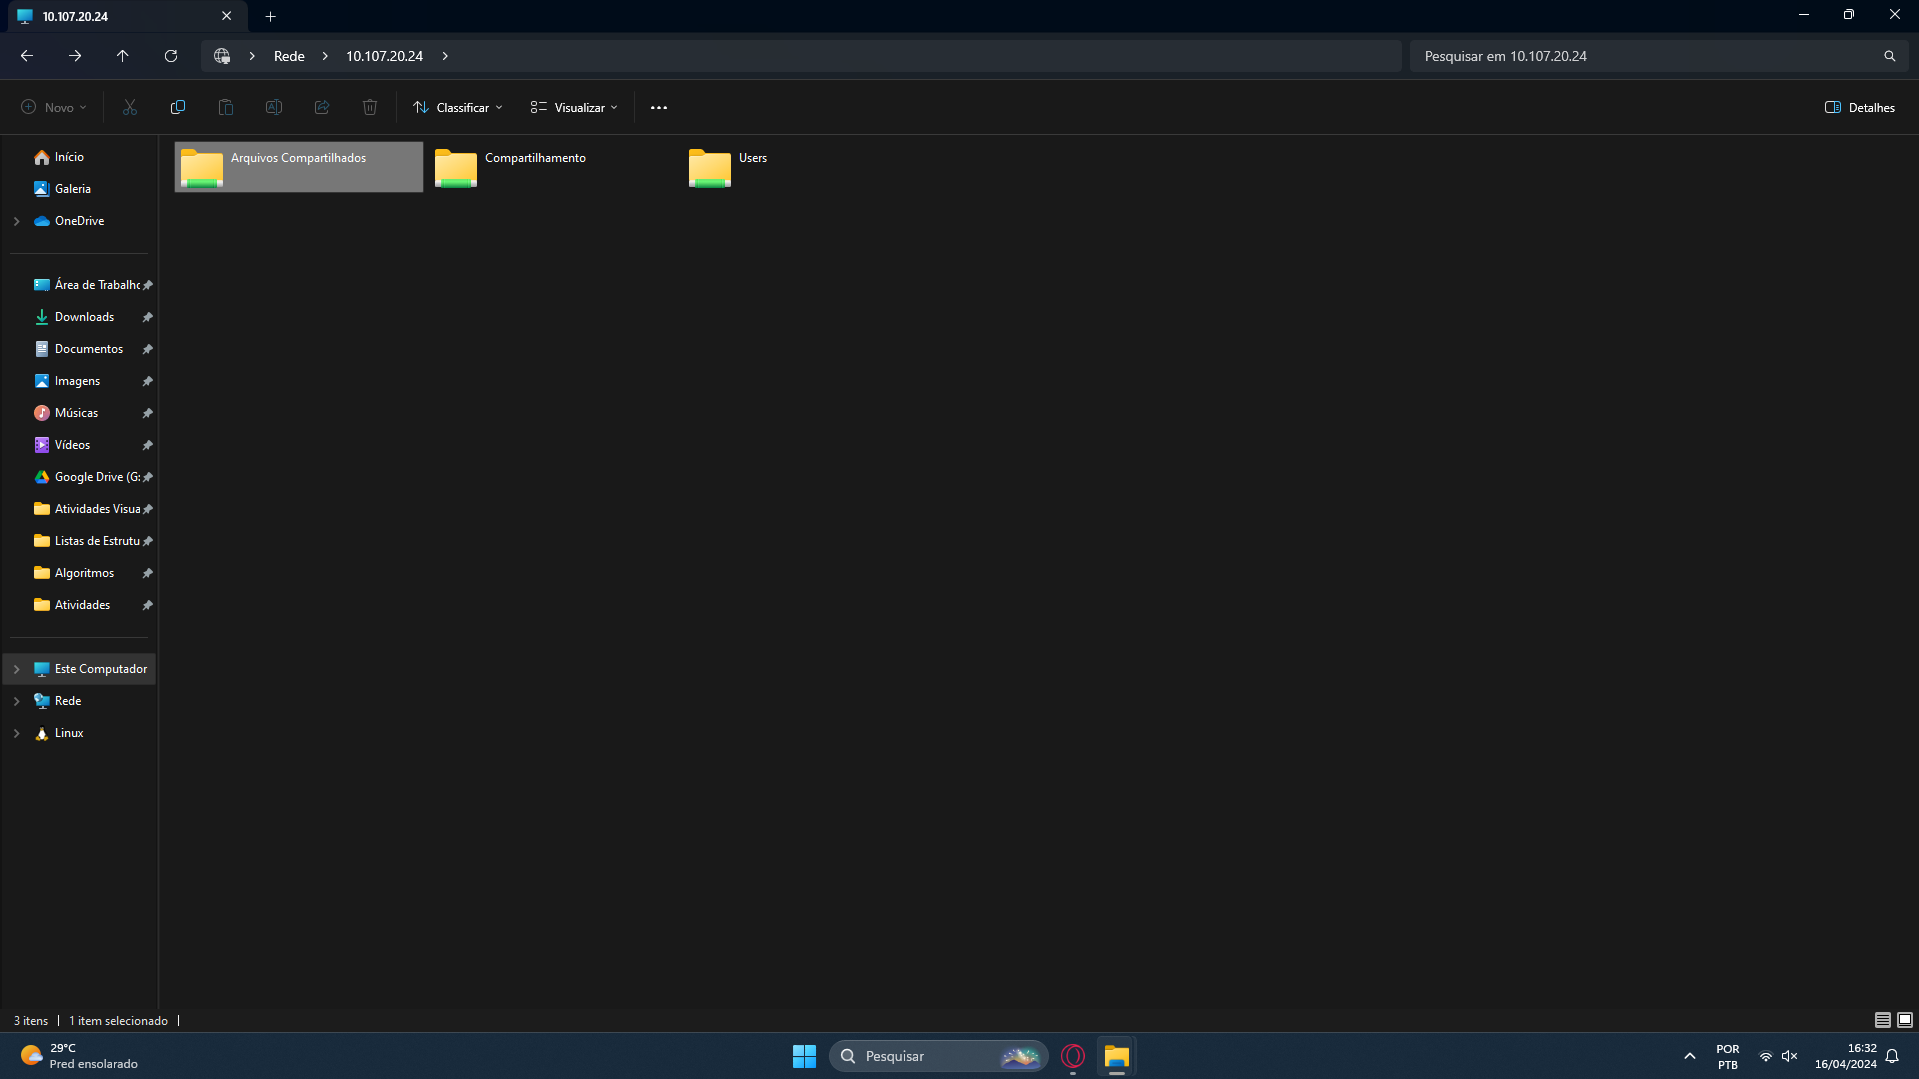 10.107.20.24
Rede
10.107.20.24
Pesquisar em 10.107.20.24
Novo
Classificar
Visualizar
Detalhes
Início
Galeria
OneDrive
Área de Trabalho
Downloads
Documentos
Imagens
Músicas
Vídeos
Google Drive (G:
Atividades Visua
Listas de Estrutu
Algoritmos
Atividades
Este Computador
Rede
Linux
Arquivos Compartilhados
Compartilhamento
Users
3 itens
1 item selecionado
29°C
Pred ensolarado
Pesquisar
POR
PTB
16:32
16/04/2024